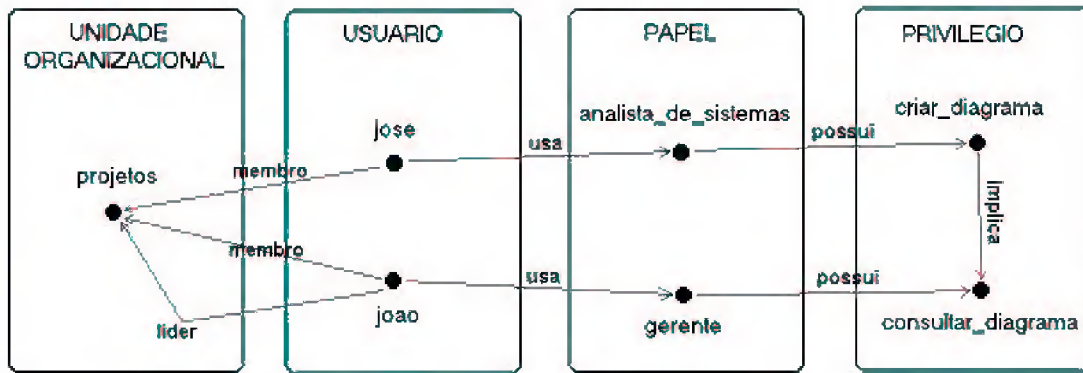 UNIDADE
ORGANIZACIONAL
USUARIO
PAPEL
PRIVILEGIO
jose
analista_de_sistemas
criar_diagrama
usa
possui
membro
projetos
implica
membro
usa
possui
lider
joao
gerente
consultar_diagrama